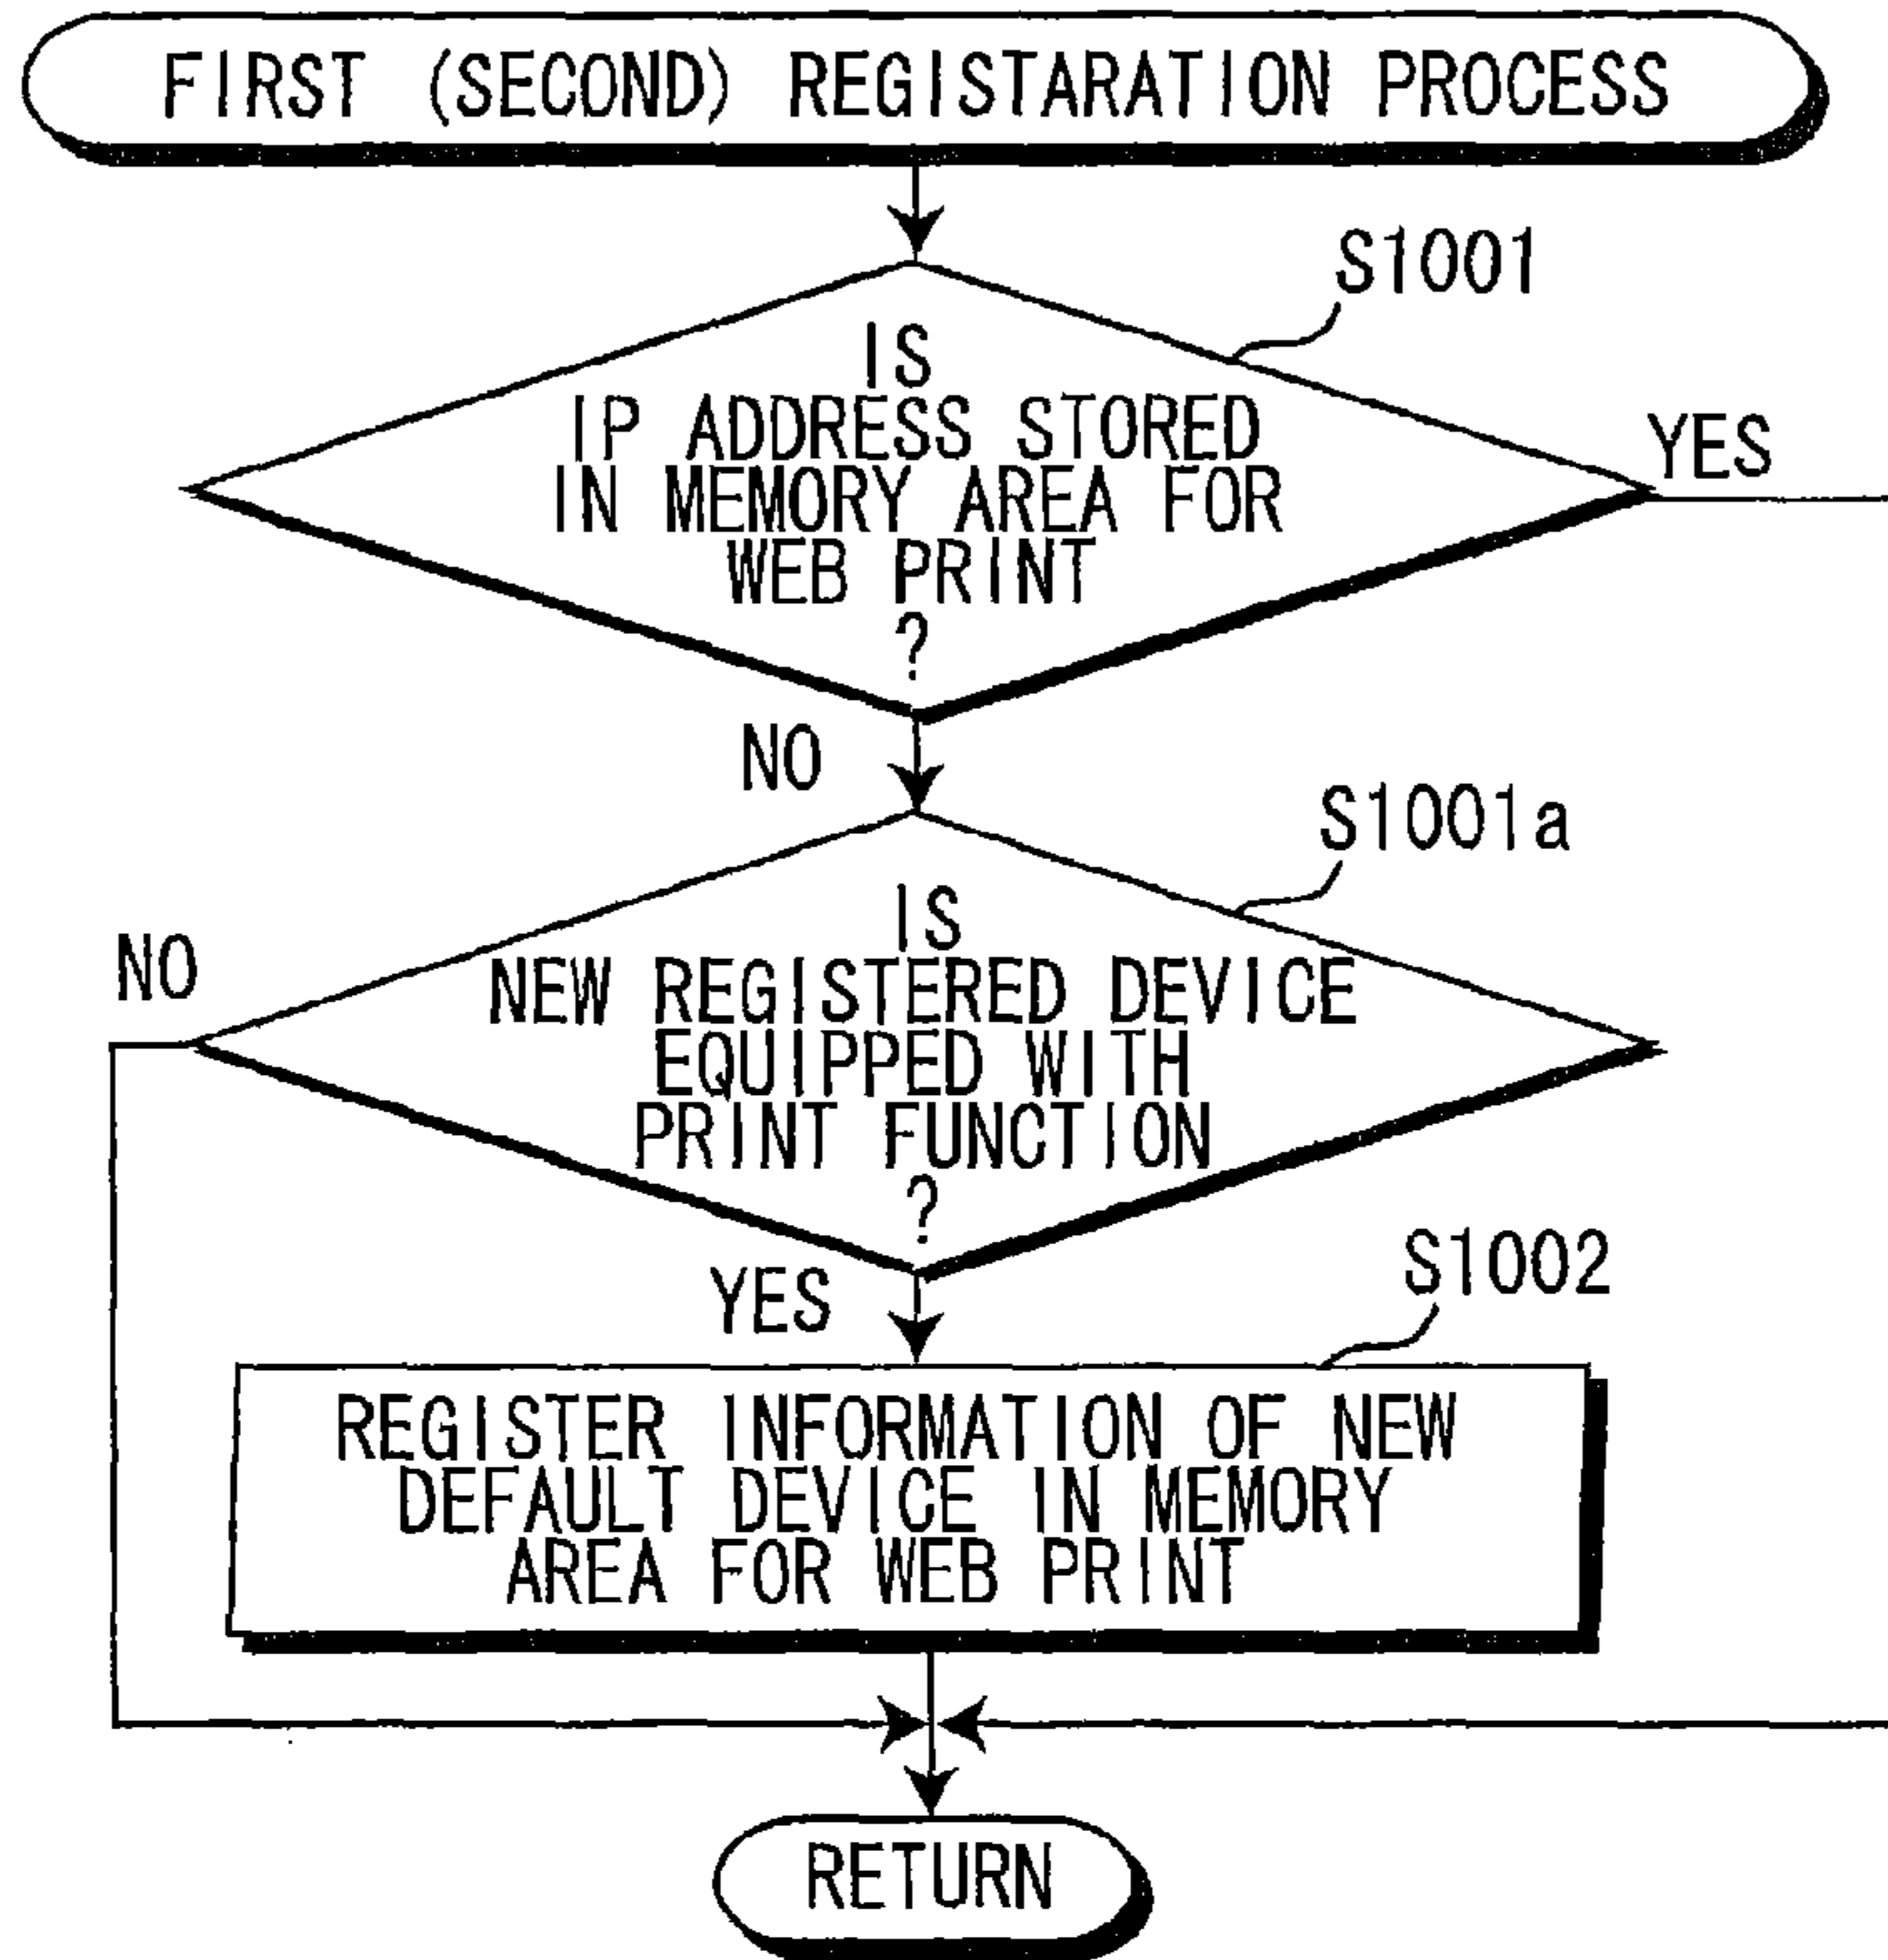 FIRST (SECOND) REGISTARATION PROCESS
S1001
IS
IP ADDRESS STORED
IN MEMORY AREA FOR
WEB PRINT
?
YES
NO
S1001a
IS
NEW REGISTERED DEVICE
EQUIPPED WITH
PRINT FUNCTION
?
NO
YES
S1002
REGISTER INFORMATION OF NEW
DEFAULT DEVICE IN MEMORY
AREA FOR WEB PRINT
RETURN